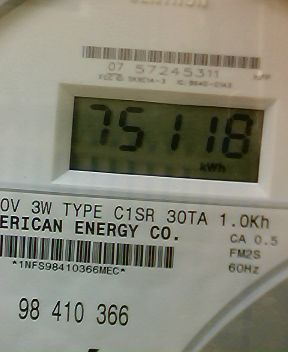 07 57245311
75118
kWh
0V 3W TYPE C1SR 30TA 1.0Kh
ERICAN ENERGY CO.
CA 0.5
FM2S
*1NFS98410366MEC*
60Hz
98 410 366